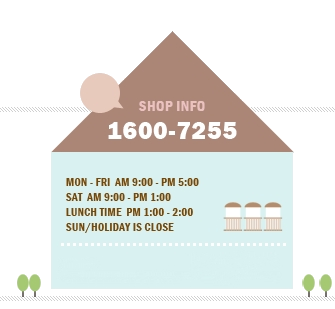 SHOP INFO
1600-7255
MON - FRI AM 9:00 - PM 5:00
SAT AM 9:00 - PM 1:00
LUNCH TIME PM 1:00 - 2:00
SUN/HOLIDAY IS CLOSE